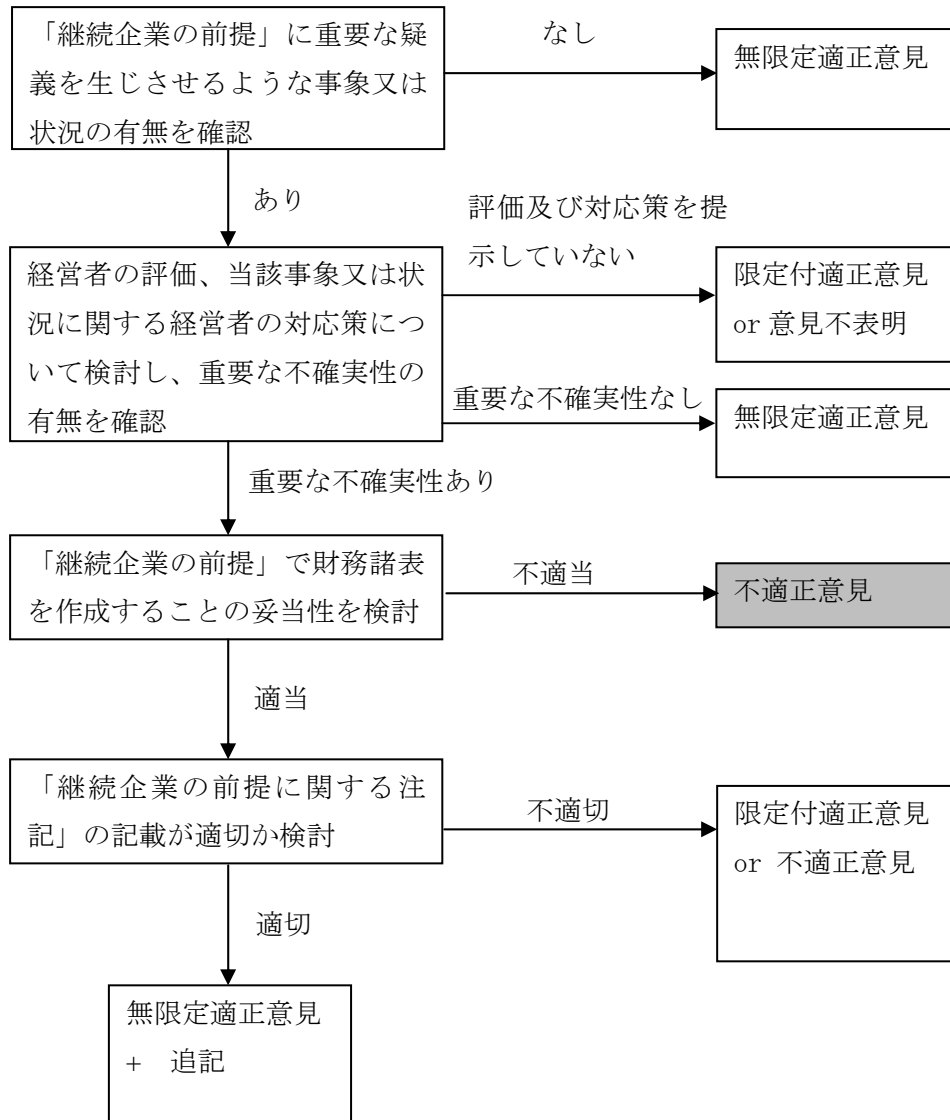 「継続企業の前提」に重要な疑
義を生じさせるような事象又は
状況の有無を確認
なし
無限定適正意見
あり
評価及び対応策を提
示していない
経営者の評価、当該事象又は状
況に関する経営者の対応策につ
いて検討し、重要な不確実性の
有無を確認
限定付適正意見
or 意見不表明
重要な不確実性なし
無限定適正意見
重要な不確実性あり
「継続企業の前提」で財務諸表
を作成することの妥当性を検討
不適当
不適正意見
適当
「継続企業の前提に関する注
記」の記載が適切か検討
不適切
限定付適正意見
or 不適正意見
適切
無限定適正意見
+ 追記